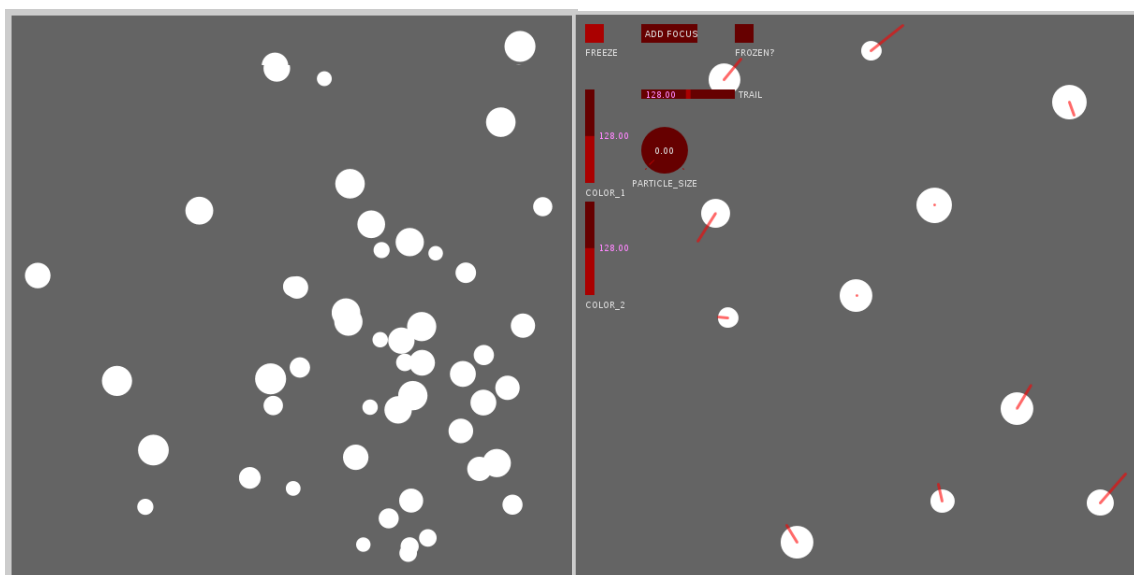 ADD FOCUS
FREEZE
FROZEN?
128.00
TRAIL
128.00
0.00
COLOR_1
PARTICLE_SIZE
128.00
COLOR_2